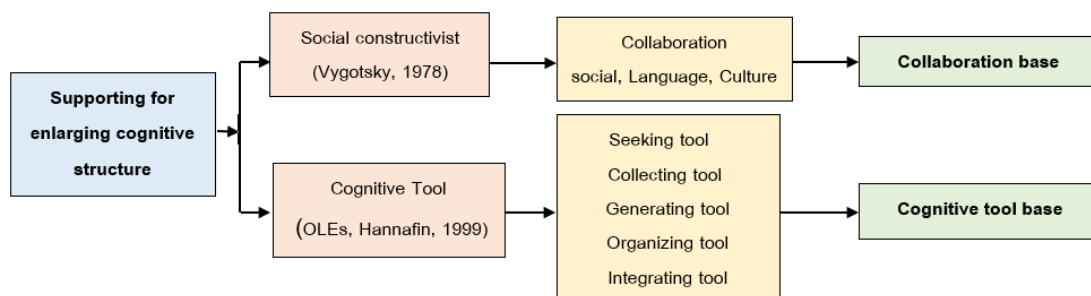 Supporting for
enlarging cognitive
structure
Social constructivist
(Vygotsky, 1978)
Collaboration
social, Language, Culture
Collaboration base
Cognitive Tool
(OLEs, Hannafin, 1999)
Seeking tool
Collecting tool
Generating tool
Organizing tool
Integrating tool
Cognitive tool base